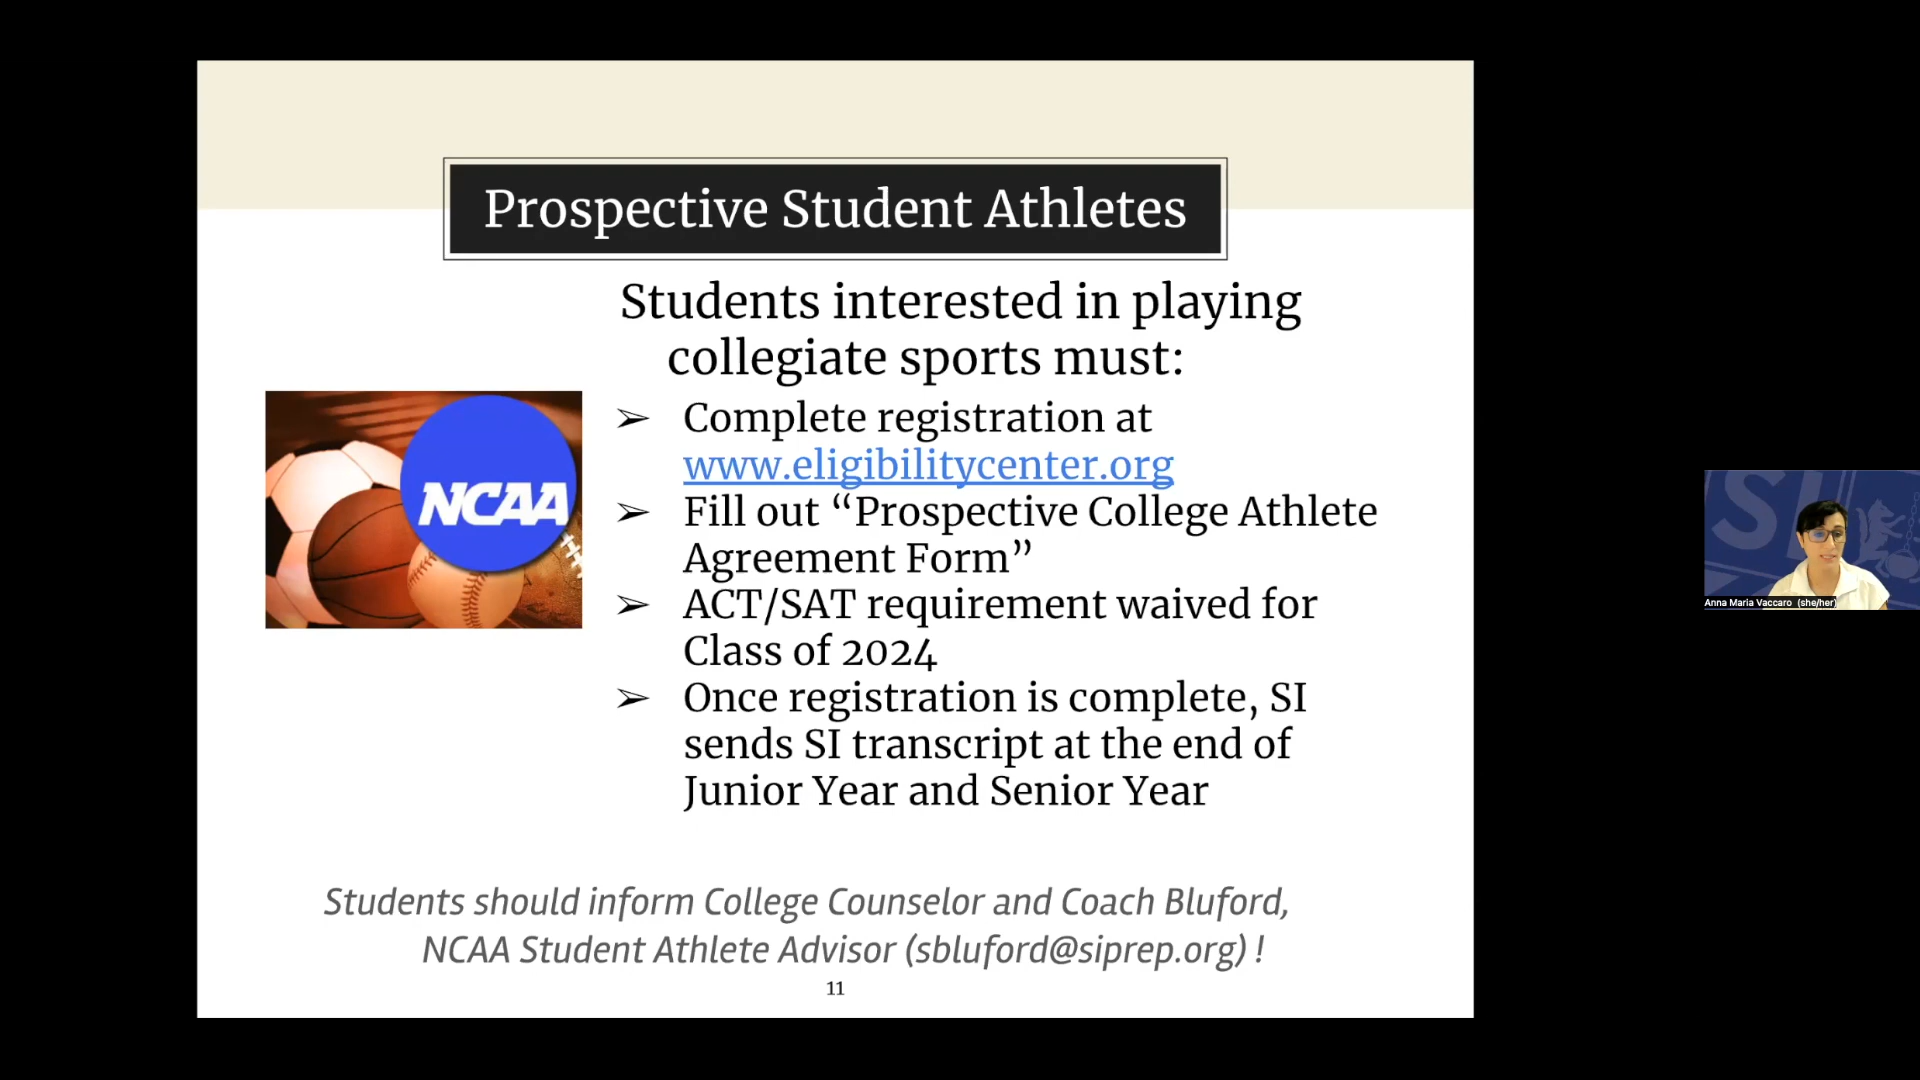 Prospective Student Athletes
Students interested in playing
collegiate sports must:
➢ Complete registration at
www.eligibilitycenter.org
➢ Fill out “Prospective College Athlete
Agreement Form”
➢ ACT/SAT requirement waived for
Class of 2024
➢ Once registration is complete, SI
sends SI transcript at the end of
Junior Year and Senior Year
NCAA
Students should inform College Counselor and Coach Bluford,
NCAA Student Athlete Advisor (sbluford@siprep.org) !
11
SI
Anna Maria Vaccaro (she/her)